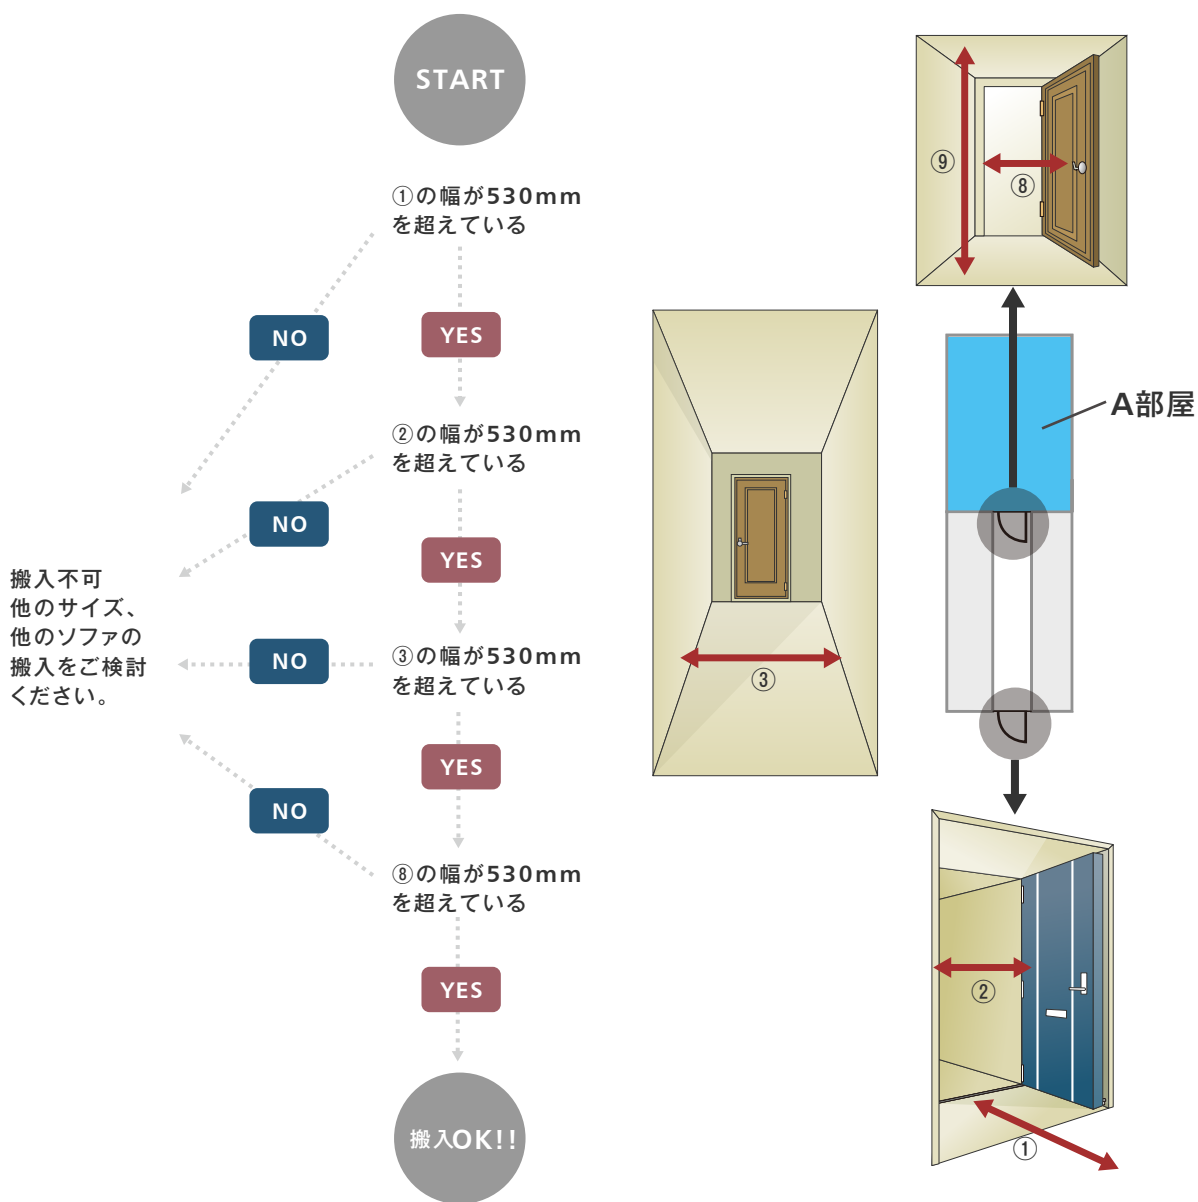 START
①の幅が530mm
を超えている
NO
YES
②の幅が530mm
を超えている
NO
YES
③の幅が530mm
を超えている
NO
YES
⑧の幅が530mm
を超えている
NO
YES
搬入OK!!
搬入不可
他のサイズ、
他のソファの
搬入をご検討
ください。
③
⑨
⑧
A部屋
②
①